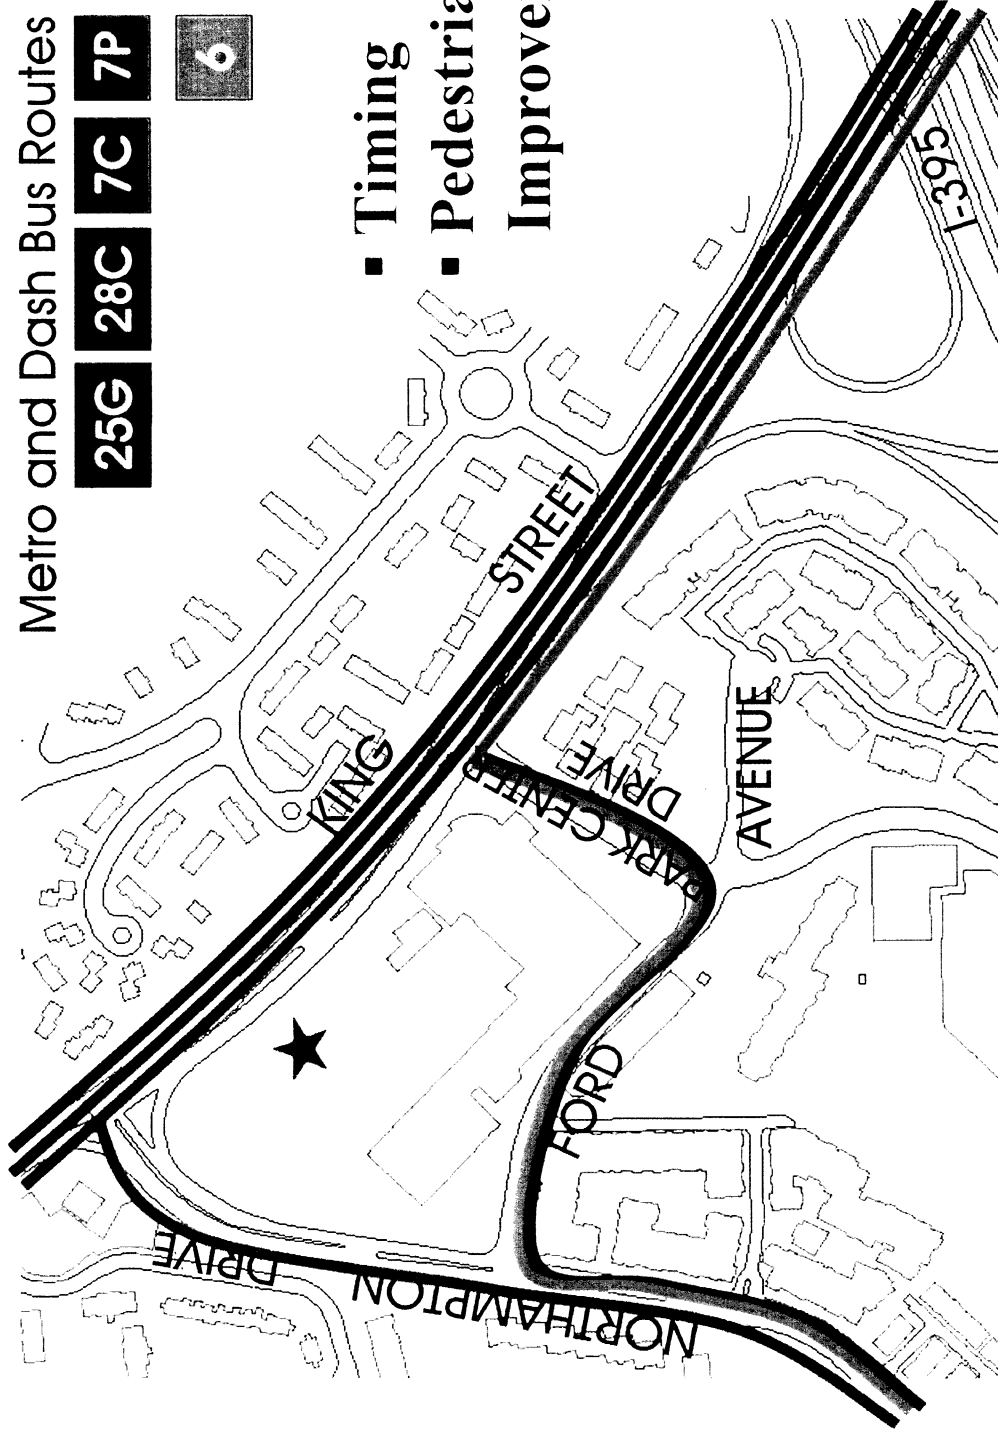 Metro and Dash Bus Routes
25G 28C 7C 7P
6
▪ Timing
▪ Pedestria
Improve
KING STREET
I-395
PARK CENTER DRIVE
FORD AVENUE
NORTHAMPTON DRIVE